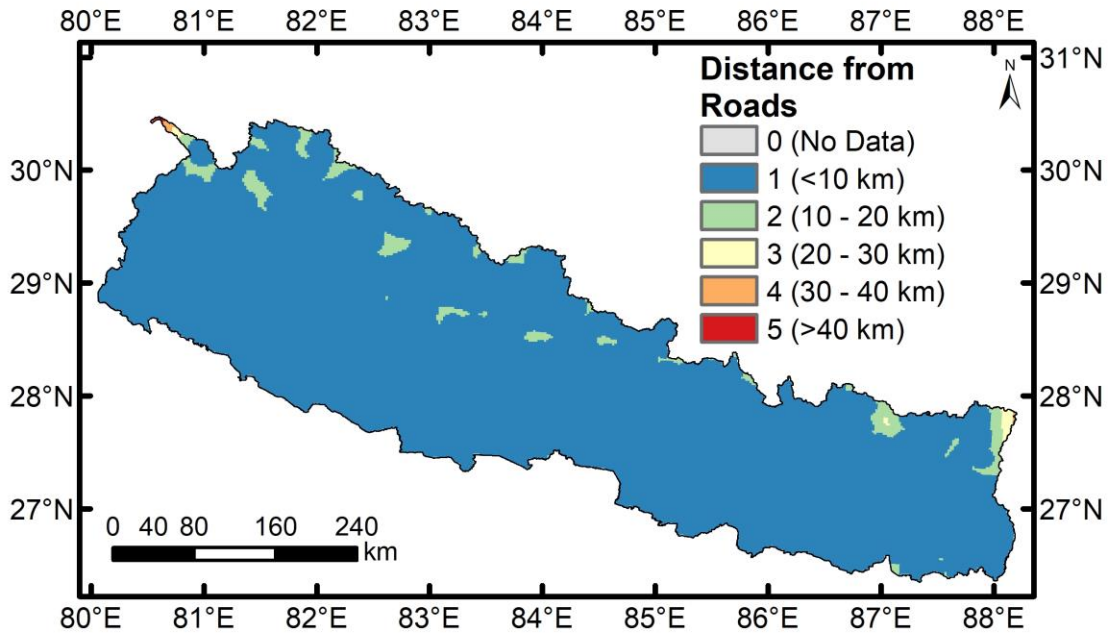 80°E 81°E 82°E 83°E 84°E 85°E 86°E 87°E 88°E
31°N
30°N 30°N
29°N 29°N
28°N 28°N
27°N 27°N
N
Distance from
Roads
0 (No Data)
1 (<10 km)
2 (10 - 20 km)
3 (20 - 30 km)
4 (30 - 40 km)
5 (>40 km)
0 40 80 160 240
km
80°E 81°E 82°E 83°E 84°E 85°E 86°E 87°E 88°E